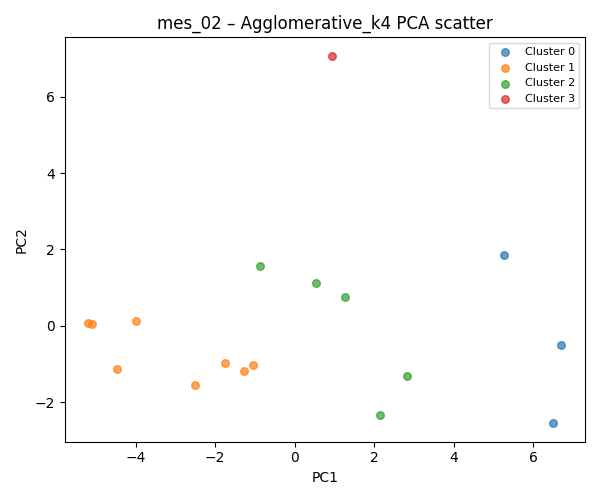 mes_02 – Agglomerative_k4 PCA scatter
Cluster 0
Cluster 1
Cluster 2
Cluster 3
PC2
6
4
2
0
−2
−4 −2 0 2 4 6
PC1